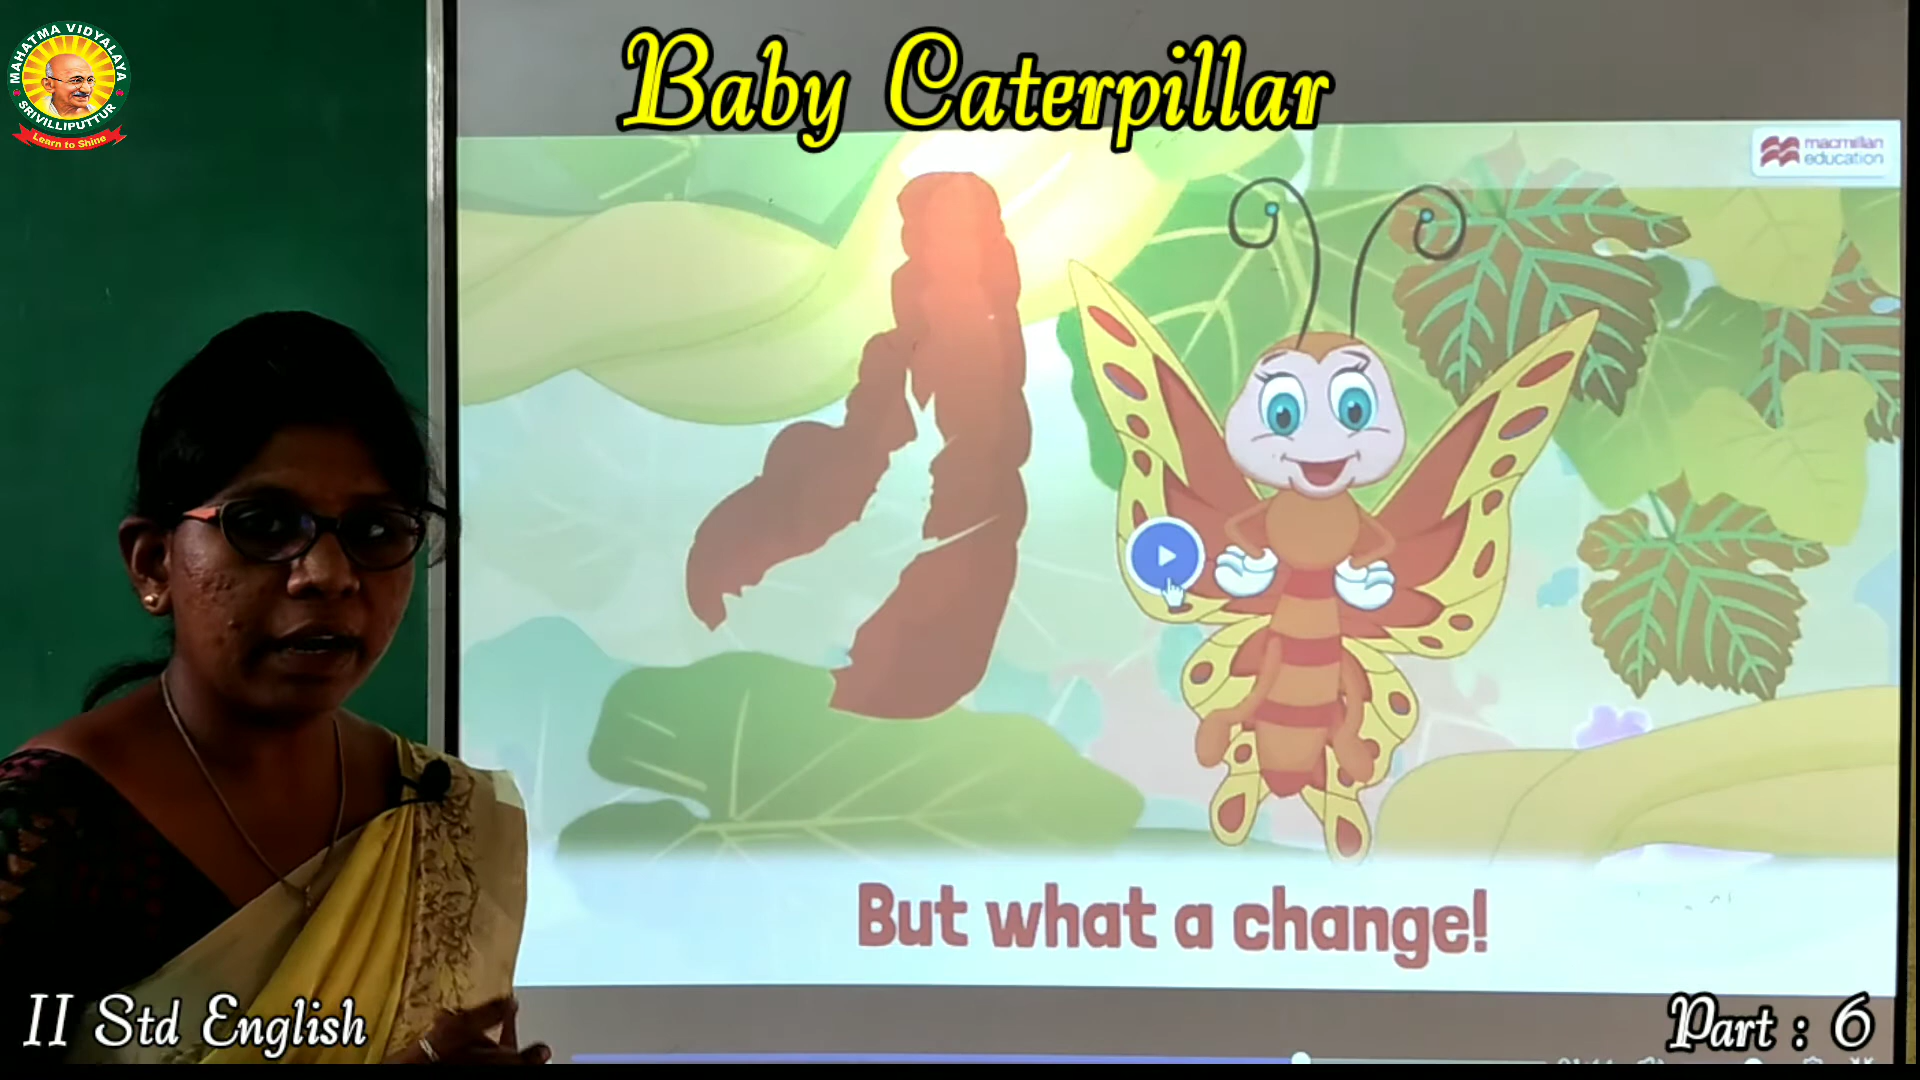 MAHATMA VIDYALAYA
SRIVILLIPUTTUR
Learn to Shine
Baby Caterpillar
macmillan
education
But what a change!
II Std English
Part : 6